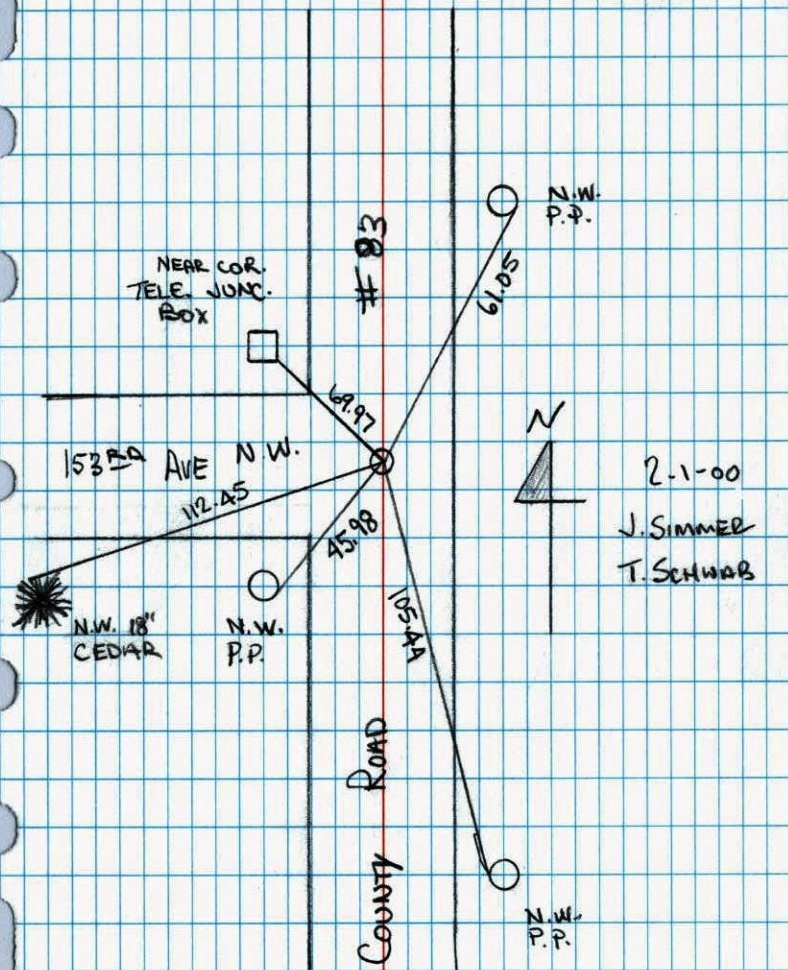 N.W.
P.P.
# 83
61.05
NEAR COR.
TELE. JUNC.
BOX
69.97
N
153RD AVE N.W.
112.45
45.98
2-1-00
J. SIMMER
T. SCHWAB
N.W. 18"
CEDAR
N.W.
P.P.
105.44
COUNTY ROAD
N.W.
P.P.